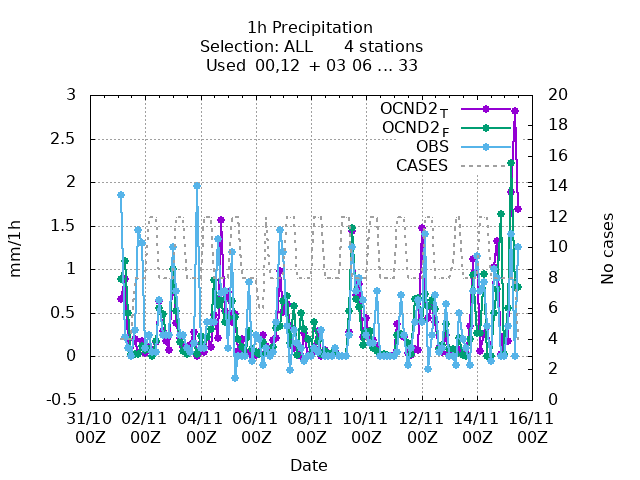 1h Precipitation
Selection: ALL 4 stations
Used 00,12 + 03 06 ... 33
OCND2_T
OCND2_F
OBS
CASES
3
2.5
2
1.5
1
0.5
0
-0.5
20
18
16
14
12
10
8
6
4
2
0
mm/1h
No cases
31/10 02/11 04/11 06/11 08/11 10/11 12/11 14/11 16/11
00Z 00Z 00Z 00Z 00Z 00Z 00Z 00Z 00Z
Date